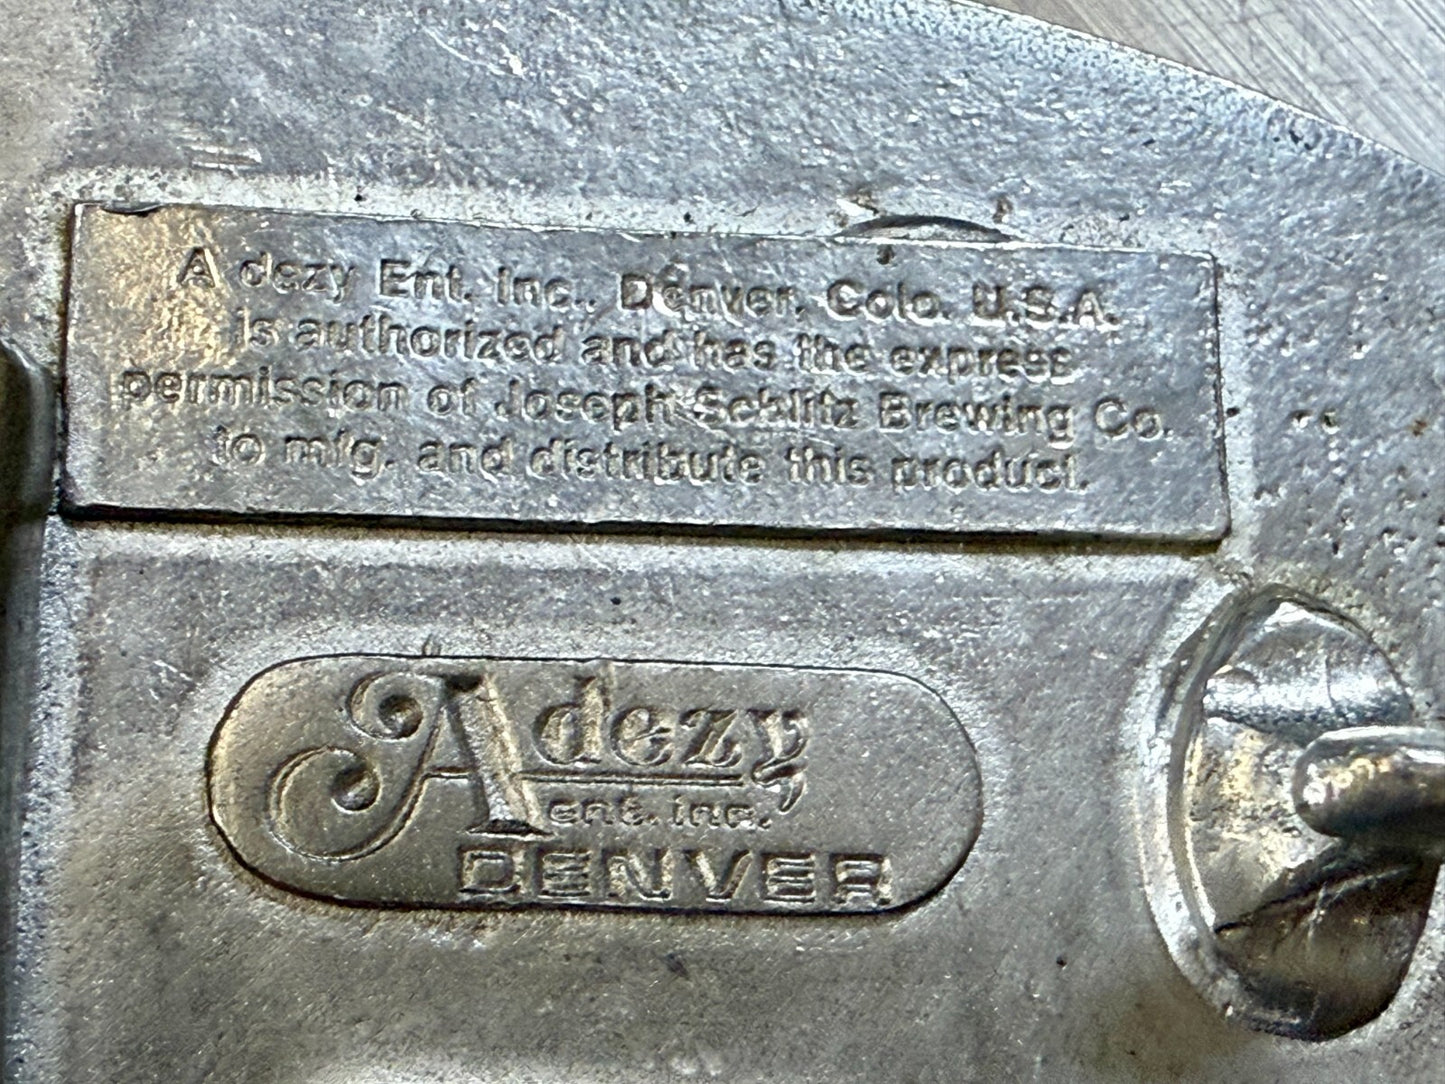 A dezy Ent. Inc., Denver, Colo. U.S.A.
is authorized and has the express
permission of Joseph Schlitz Brewing Co.
to mfg. and distribute this product.
Adezy
ent. inc.
DENVER